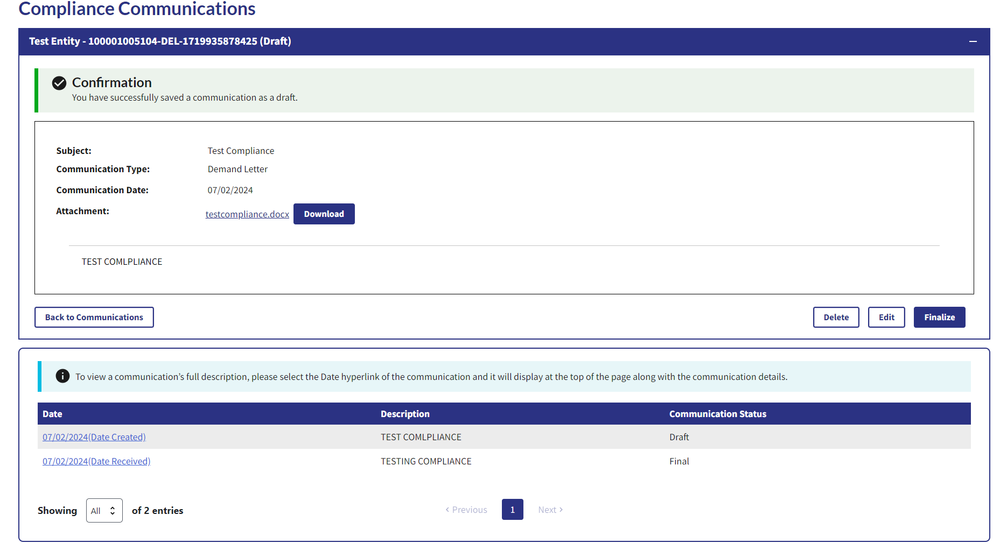 Compliance Communications
Test Entity - 100001005104-DEL-1719935878425 (Draft)
Confirmation
You have successfully saved a communication as a draft.
Subject: Test Compliance
Communication Type: Demand Letter
Communication Date: 07/02/2024
Attachment: testcompliance.docx Download
TEST COMLPLIANCE
Back to Communications Delete Edit Finalize
To view a communication’s full description, please select the Date hyperlink of the communication and it will display at the top of the page along with the communication details.
Date Description Communication Status
07/02/2024(Date Created) TEST COMLPLIANCE Draft
07/02/2024(Date Received) TESTING COMPLIANCE Final
Showing All of 2 entries ‹ Previous 1 Next ›